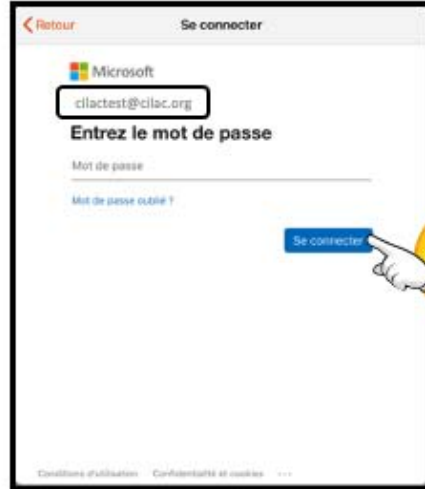 Retour Se connecter
Microsoft
cilactest@cilac.org
Entrez le mot de passe
Mot de passe
Mot de passe oublié ?
Se connecter
Conditions d'utilisation Confidentialité et cookies ...